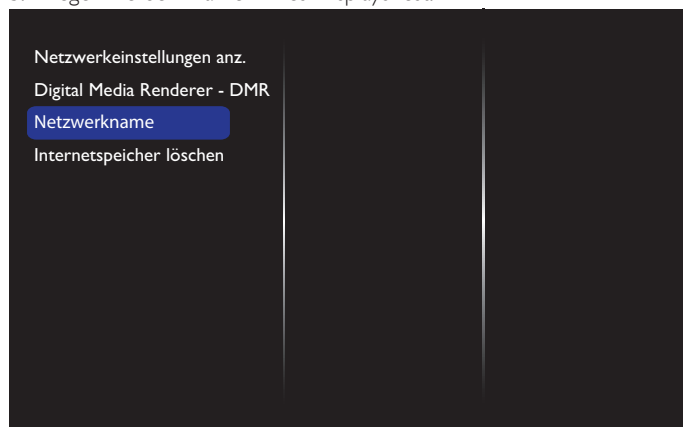 Netzwerkeinstellungen anz.
Digital Media Renderer - DMR
Netzwerkname
Internetspeicher löschen